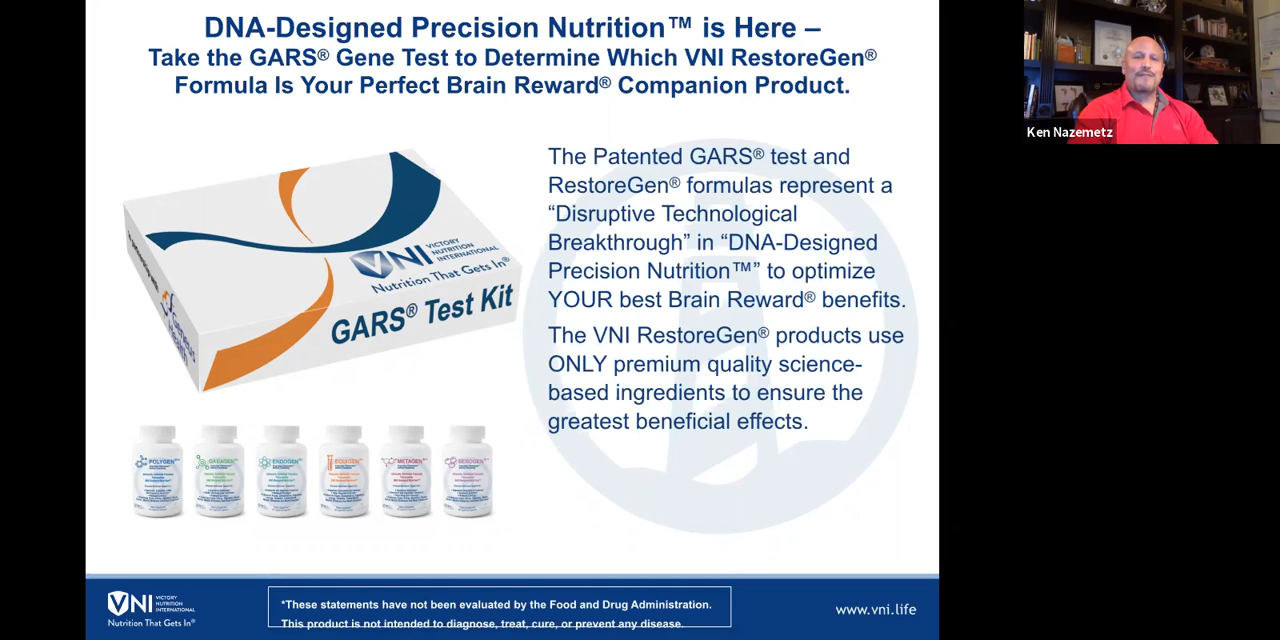 DNA-Designed Precision Nutrition™ is Here –
Take the GARS® Gene Test to Determine Which VNI RestoreGen®
Formula Is Your Perfect Brain Reward® Companion Product.
Ken Nazemetz
The Patented GARS® test and
RestoreGen® formulas represent a
“Disruptive Technological
Breakthrough” in “DNA-Designed
Precision Nutrition™” to optimize
YOUR best Brain Reward® benefits.
The VNI RestoreGen® products use
ONLY premium quality science-
based ingredients to ensure the
greatest beneficial effects.
VNI
VICTORY
NUTRITION
INTERNATIONAL
Nutrition That Gets In®
GARS® Test Kit
POLYGEN
GABAGEN
ENDOGEN
EQUIGEN
METAGEN
SEROGEN
VNI
VICTORY
NUTRITION
INTERNATIONAL
Nutrition That Gets In®
*These statements have not been evaluated by the Food and Drug Administration.
This product is not intended to diagnose, treat, cure, or prevent any disease.
www.vni.life